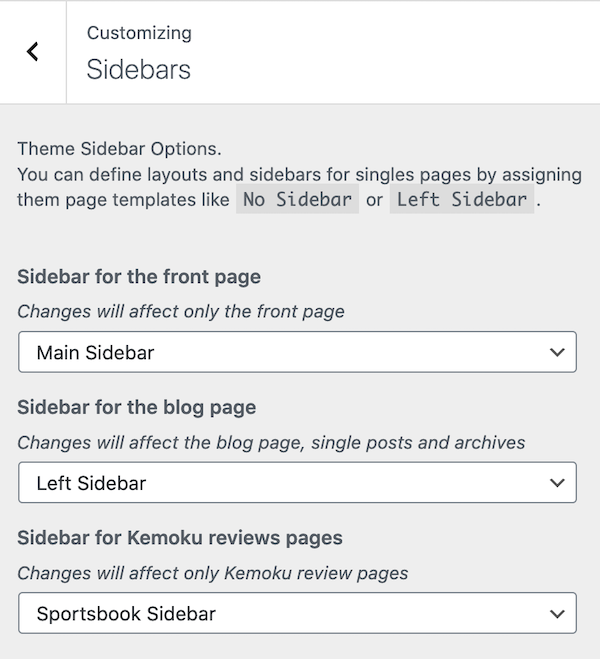 Customizing
Sidebars
Theme Sidebar Options.
You can define layouts and sidebars for singles pages by assigning
them page templates like No Sidebar or Left Sidebar.
Sidebar for the front page
Changes will affect only the front page
Main Sidebar
Sidebar for the blog page
Changes will affect the blog page, single posts and archives
Left Sidebar
Sidebar for Kemoku reviews pages
Changes will affect only Kemoku review pages
Sportsbook Sidebar